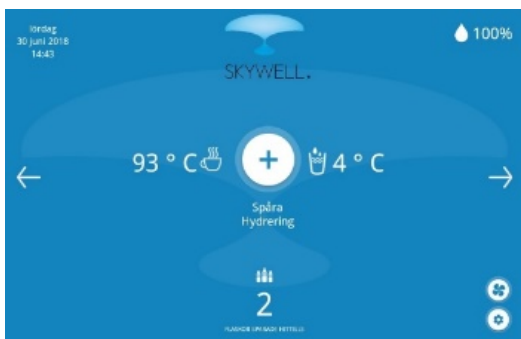 lördag
30 juni 2018
14:43
100%
SKYWELL.
93 ° C
4 ° C
Spåra
Hydrering
2